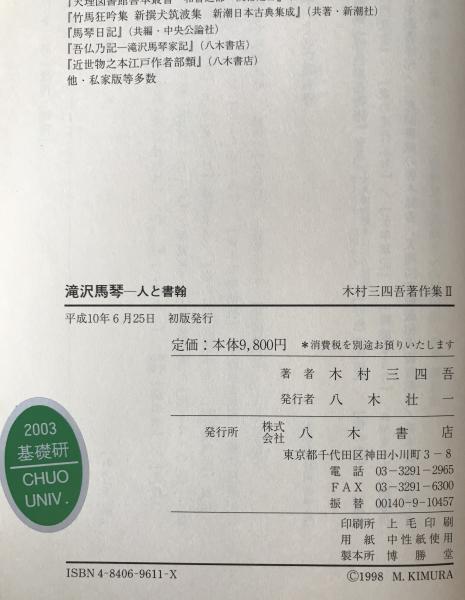 『竹馬狂吟集 新撰犬筑波集 新潮日本古典集成』(共著・新潮社)
『馬琴日記』(共編・中央公論社)
『吾仏乃記―滝沢馬琴家記』(八木書店)
『近世物之本江戸作者部類』(八木書店)
他・私家版等多数
滝沢馬琴―人と書翰 木村三四吾著作集Ⅱ
平成10年6月25日 初版発行
定価：本体9,800円 *消費税を別途お預りいたします
著者 木村三四吾
発行者 八木壮一
発行所 株式会社 八木書店
東京都千代田区神田小川町3-8
電話 03-3291-2965
FAX 03-3291-6300
振替 00140-9-10457
印刷所 上毛印刷
用紙 中性紙使用
製本所 博勝堂
ISBN 4-8406-9611-X ©1998 M. KIMURA
2003
基礎研
CHUO
UNIV.